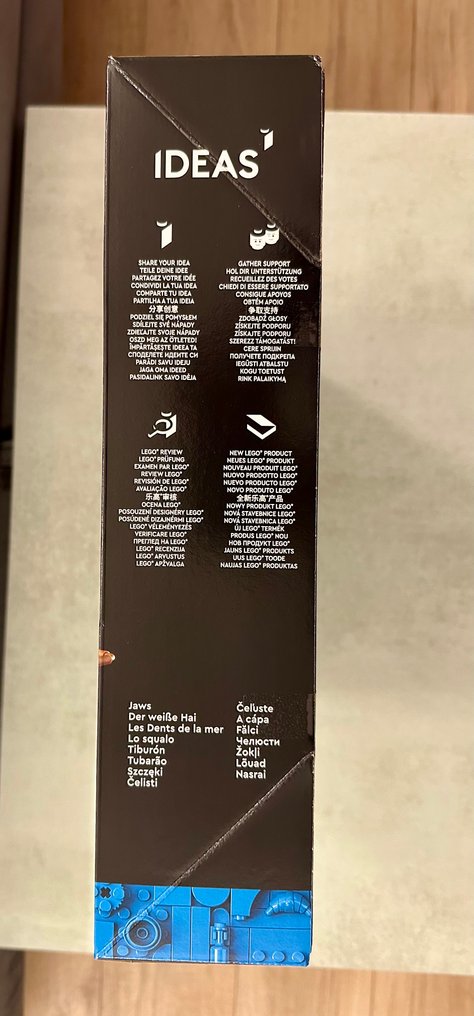 IDEAS
SHARE YOUR IDEA
TEILE DEINE IDEE
PARTAGEZ VOTRE IDÉE
CONDIVIDI LA TUA IDEA
COMPARTE TU IDEA
PARTILHA A TUA IDEIA
分享创意
PODZIEL SIĘ POMYSŁEM
SDÍLEJTE SVÉ NÁPADY
ZDIEĽAJTE SVOJE NÁPADY
OSZD MEG AZ ÖTLETED!
ÎMPĂRTĂȘEȘTE IDEEA TA
СПОДЕЛЕТЕ ИДЕИТЕ СИ
PARĀDI SAVU IDEJU
JAGA OMA IDEED
PASIDALINK SAVO IDĖJA
GATHER SUPPORT
HOL DIR UNTERSTÜTZUNG
RECUEILLEZ DES VOTES
CHIEDI DI ESSERE SUPPORTATO
CONSIGUE APOYOS
OBTÉM APOIO
争取支持
ZDOBĄDŹ GŁOSY
ZÍSKEJTE PODPORU
ZÍSKAJTE PODPORU
SZEREZZ TÁMOGATÁST!
CERE SPRIJIN
ПОЛУЧЕТЕ ПОДКРЕПА
IEGŪSTI ATBALSTU
KOGU TOETUST
RINK PALAIKYMĄ
LEGO® REVIEW
LEGO® PRÜFUNG
EXAMEN PAR LEGO®
REVIEW LEGO®
REVISIÓN DE LEGO®
AVALIAÇÃO LEGO®
乐高®审核
OCENA LEGO®
POSOUZENÍ DESIGNÉRY LEGO®
POSÚDENIE DIZAJNÉRMI LEGO®
LEGO® VÉLEMÉNYEZÉS
VERIFICARE LEGO®
ПРЕГЛЕД НА LEGO®
LEGO® RECENZIJA
LEGO® ARVUSTUS
LEGO® APŽVALGA
NEW LEGO® PRODUCT
NEUES LEGO® PRODUKT
NOUVEAU PRODUIT LEGO®
NUOVO PRODOTTO LEGO®
NUEVO PRODUCTO LEGO®
NOVO PRODUTO LEGO®
全新乐高®产品
NOWY PRODUKT LEGO®
NOVÁ STAVEBNICE LEGO®
NOVÁ STAVEBNICA LEGO®
ÚJ LEGO® TERMÉK
PRODUS LEGO® NOU
НОВ ПРОДУКТ LEGO®
JAUNS LEGO® PRODUKTS
UUS LEGO® TOODE
NAUJAS LEGO® PRODUKTAS
Jaws
Der weiße Hai
Les Dents de la mer
Lo squalo
Tiburón
Tubarão
Szczęki
Čelisti
Čeľuste
A cápa
Fălci
Челюсти
Žokļi
Lõuad
Nasrai